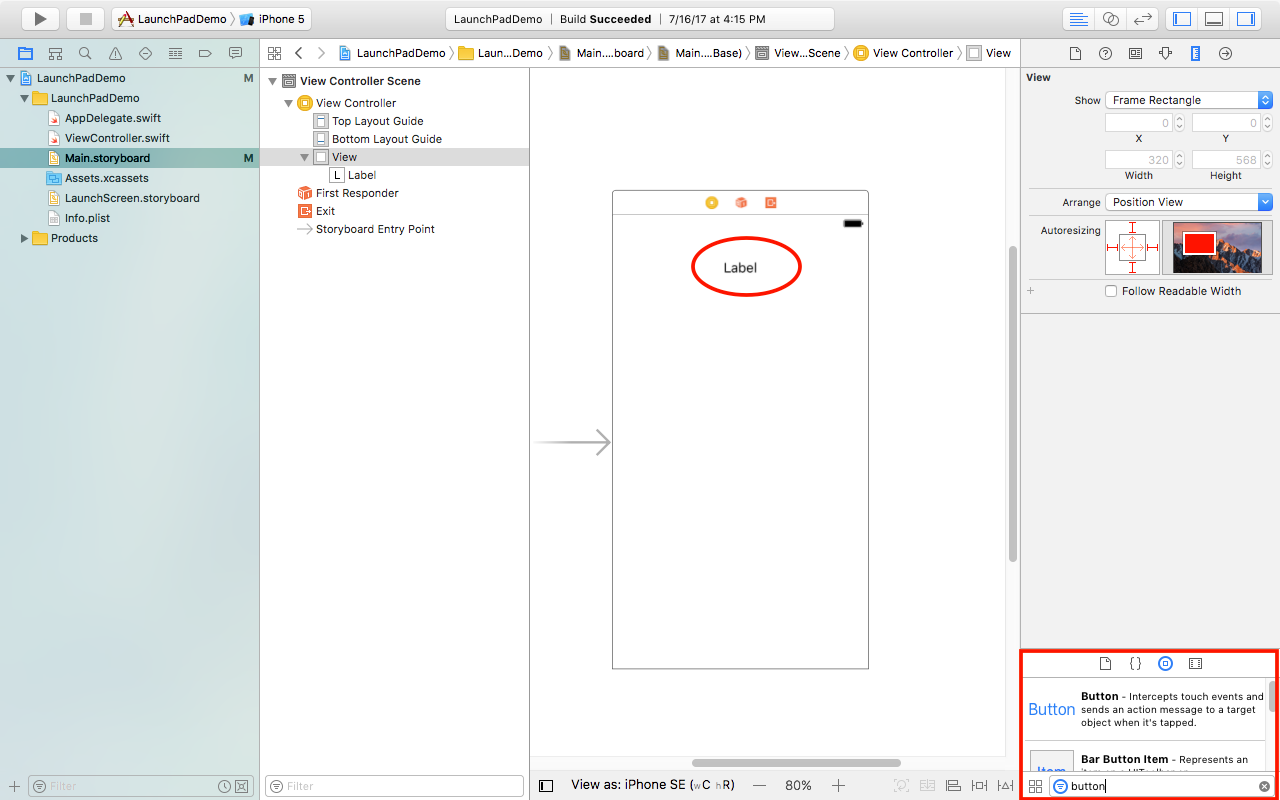 LaunchPadDemo iPhone 5
LaunchPadDemo Build Succeeded 7/16/17 at 4:15 PM
LaunchPadDemo M
LaunchPadDemo
AppDelegate.swift
ViewController.swift
Main.storyboard M
Assets.xcassets
LaunchScreen.storyboard
Info.plist
Products
Filter
LaunchPadDemo Laun...Demo Main....board Main....Base) View...Scene View Controller View
View Controller Scene
View Controller
Top Layout Guide
Bottom Layout Guide
View
L Label
First Responder
Exit
Storyboard Entry Point
Filter
Label
View as: iPhone SE (wC hR) — 80% +
View
Show Frame Rectangle
0 0
X Y
320 568
Width Height
Arrange Position View
Autoresizing
Follow Readable Width
Button Button - Intercepts touch events and
sends an action message to a target
object when it's tapped.
Bar Button Item - Represents an
button